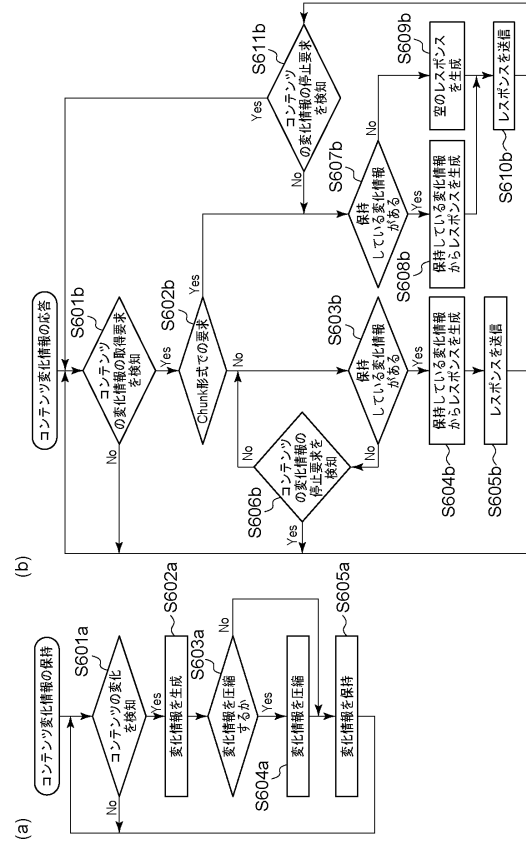 (a)
コンテンツ変化情報の保持
S601a
コンテンツの変化
を検知
No
Yes
S602a
変化情報を生成
S603a
変化情報を圧縮
するか
No
Yes
S604a
変化情報を圧縮
S605a
変化情報を保持
(b)
コンテンツ変化情報の応答
S601b
コンテンツ
の変化情報の取得要求
を検知
No
Yes
S602b
Chunk形式での要求
Yes
No
S606b
コンテンツ
の変化情報の
停止要求を
検知
No
Yes
S603b
保持
している変化情報
がある
No
Yes
S604b
保持している変化情報
からレスポンスを生成
S605b
レスポンスを送信
S611b
コンテンツ
の変化情報の停止要求
を検知
Yes
No
S607b
保持
している変化情報
がある
No
Yes
S608b
保持している変化情報
からレスポンスを生成
S609b
空のレスポンス
を生成
S610b
レスポンスを送信